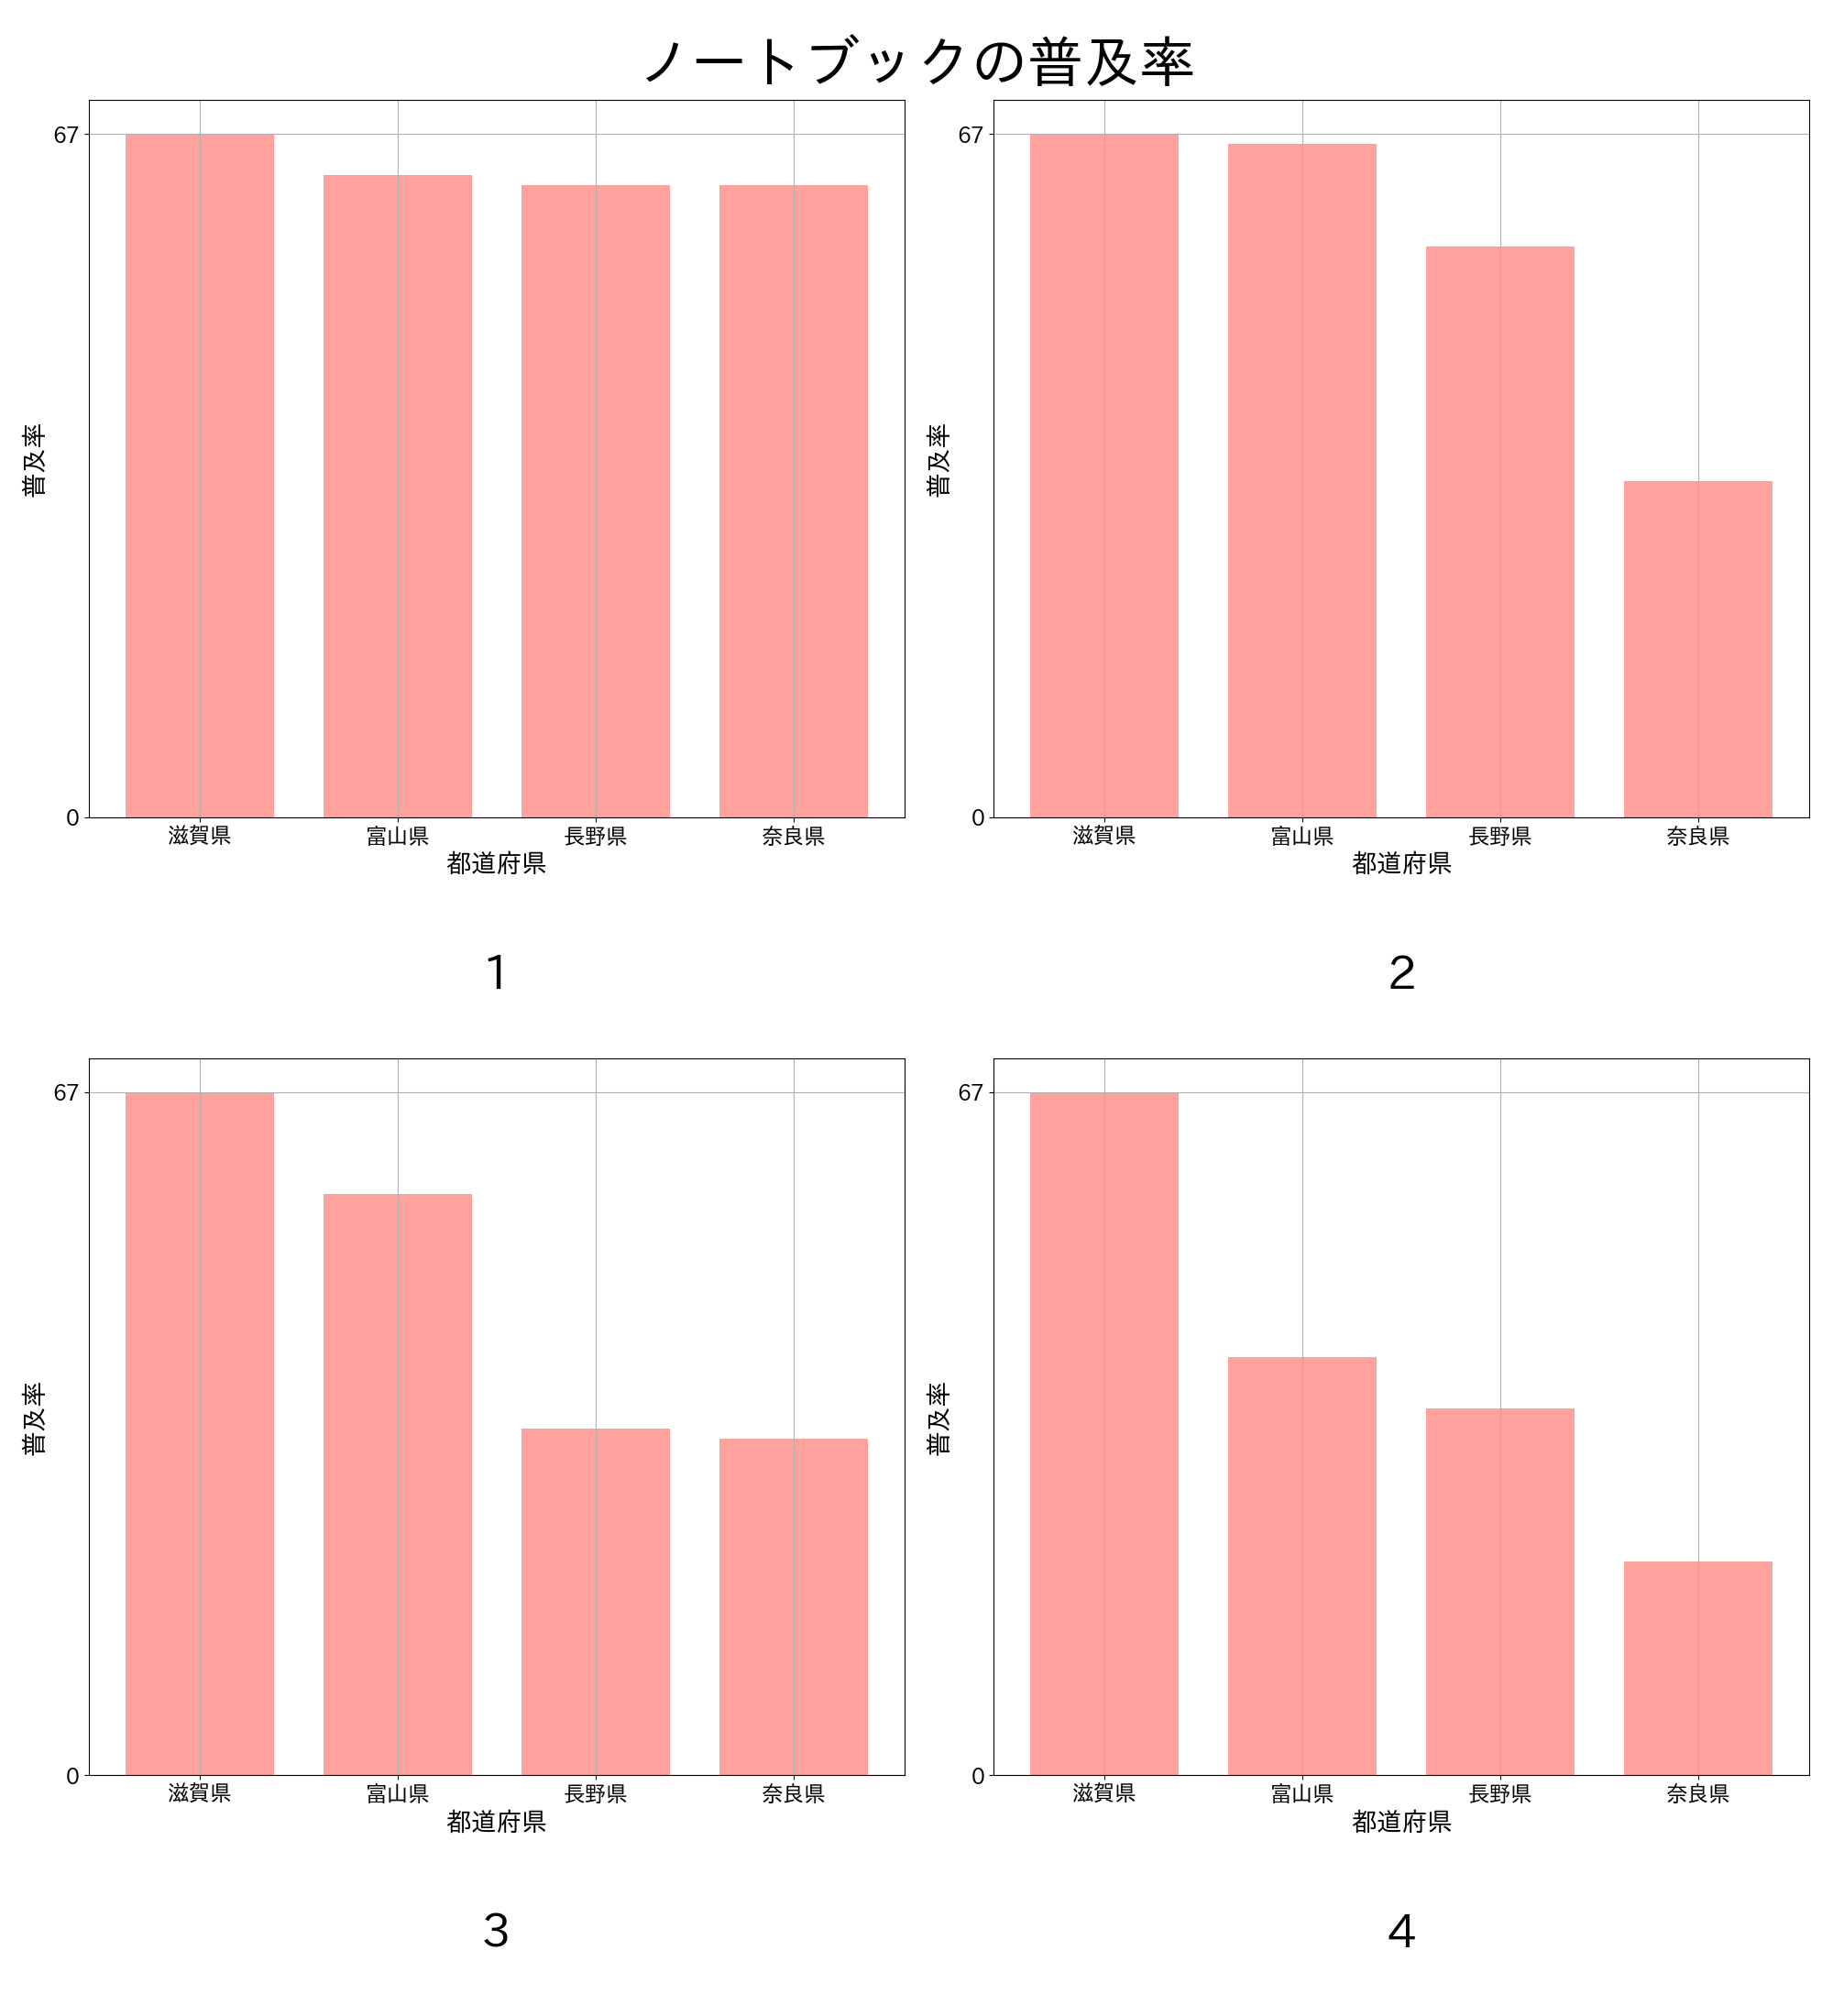 ノートブックの普及率
67
0
普及率
滋賀県 富山県 長野県 奈良県
都道府県
1
67
0
普及率
滋賀県 富山県 長野県 奈良県
都道府県
2
67
0
普及率
滋賀県 富山県 長野県 奈良県
都道府県
3
67
0
普及率
滋賀県 富山県 長野県 奈良県
都道府県
4